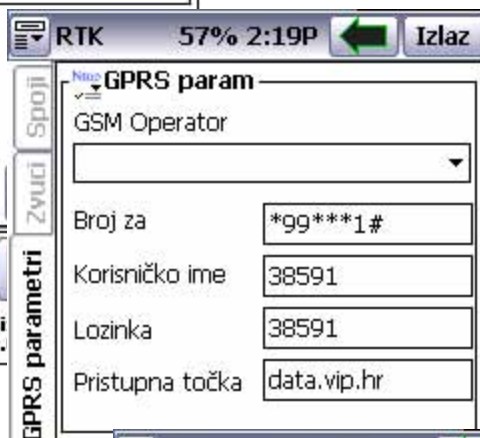 RTK 57% 2:19P Izlaz
GPRS param
GSM Operator
Broj za *99***1#
Korisničko ime 38591
Lozinka 38591
Pristupna točka data.vip.hr
Spoji
Zvuci
GPRS parametri